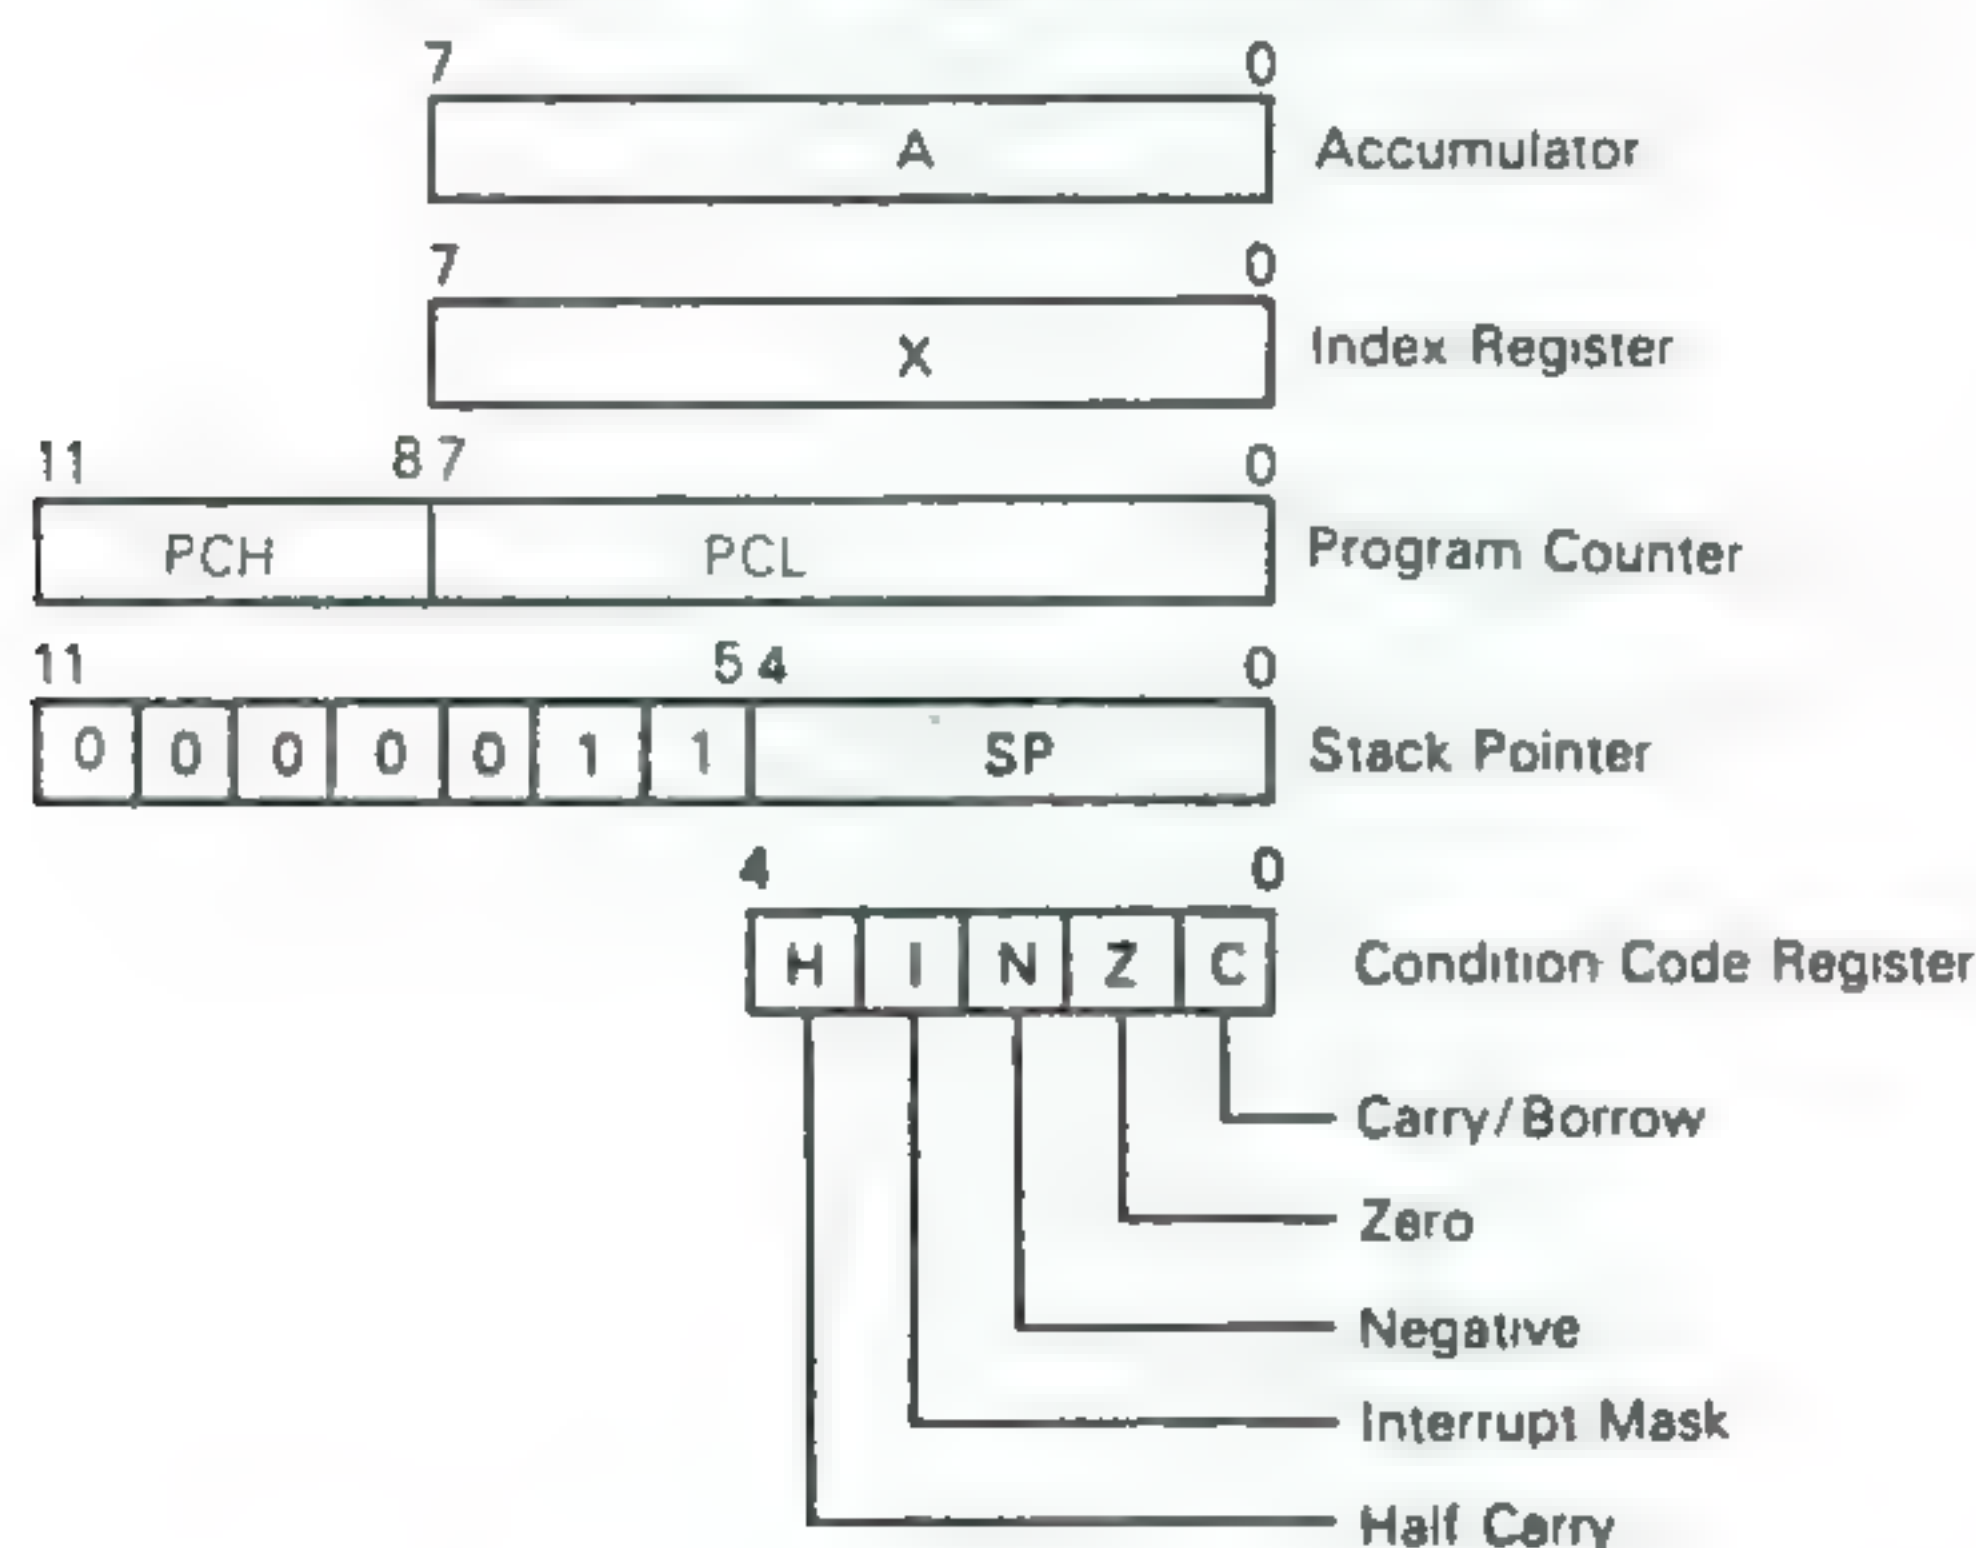 7 0
A Accumulator
7 0
X Index Register
11 8 7 0
PCH PCL Program Counter
11 5 4 0
0 0 0 0 0 1 1 SP Stack Pointer
4 0
H I N Z C Condition Code Register
Carry/Borrow
Zero
Negative
Interrupt Mask
Half Carry